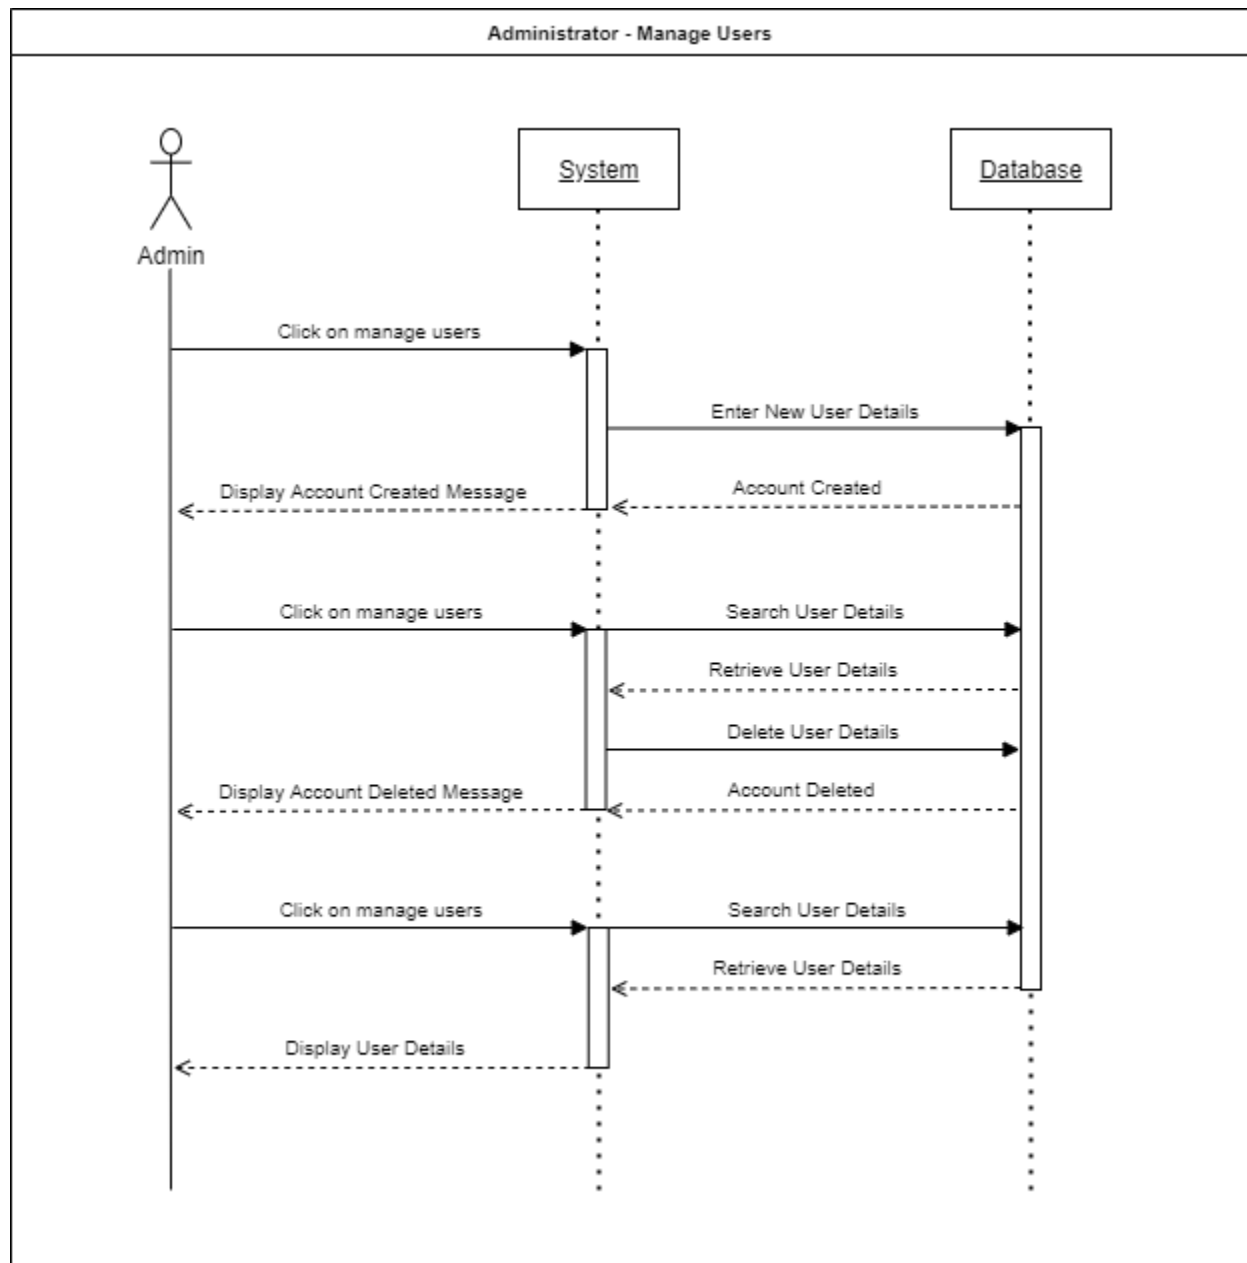 Administrator - Manage Users
System
Database
Admin
Click on manage users
Enter New User Details
Display Account Created Message
Account Created
Click on manage users
Search User Details
Retrieve User Details
Delete User Details
Display Account Deleted Message
Account Deleted
Click on manage users
Search User Details
Retrieve User Details
Display User Details